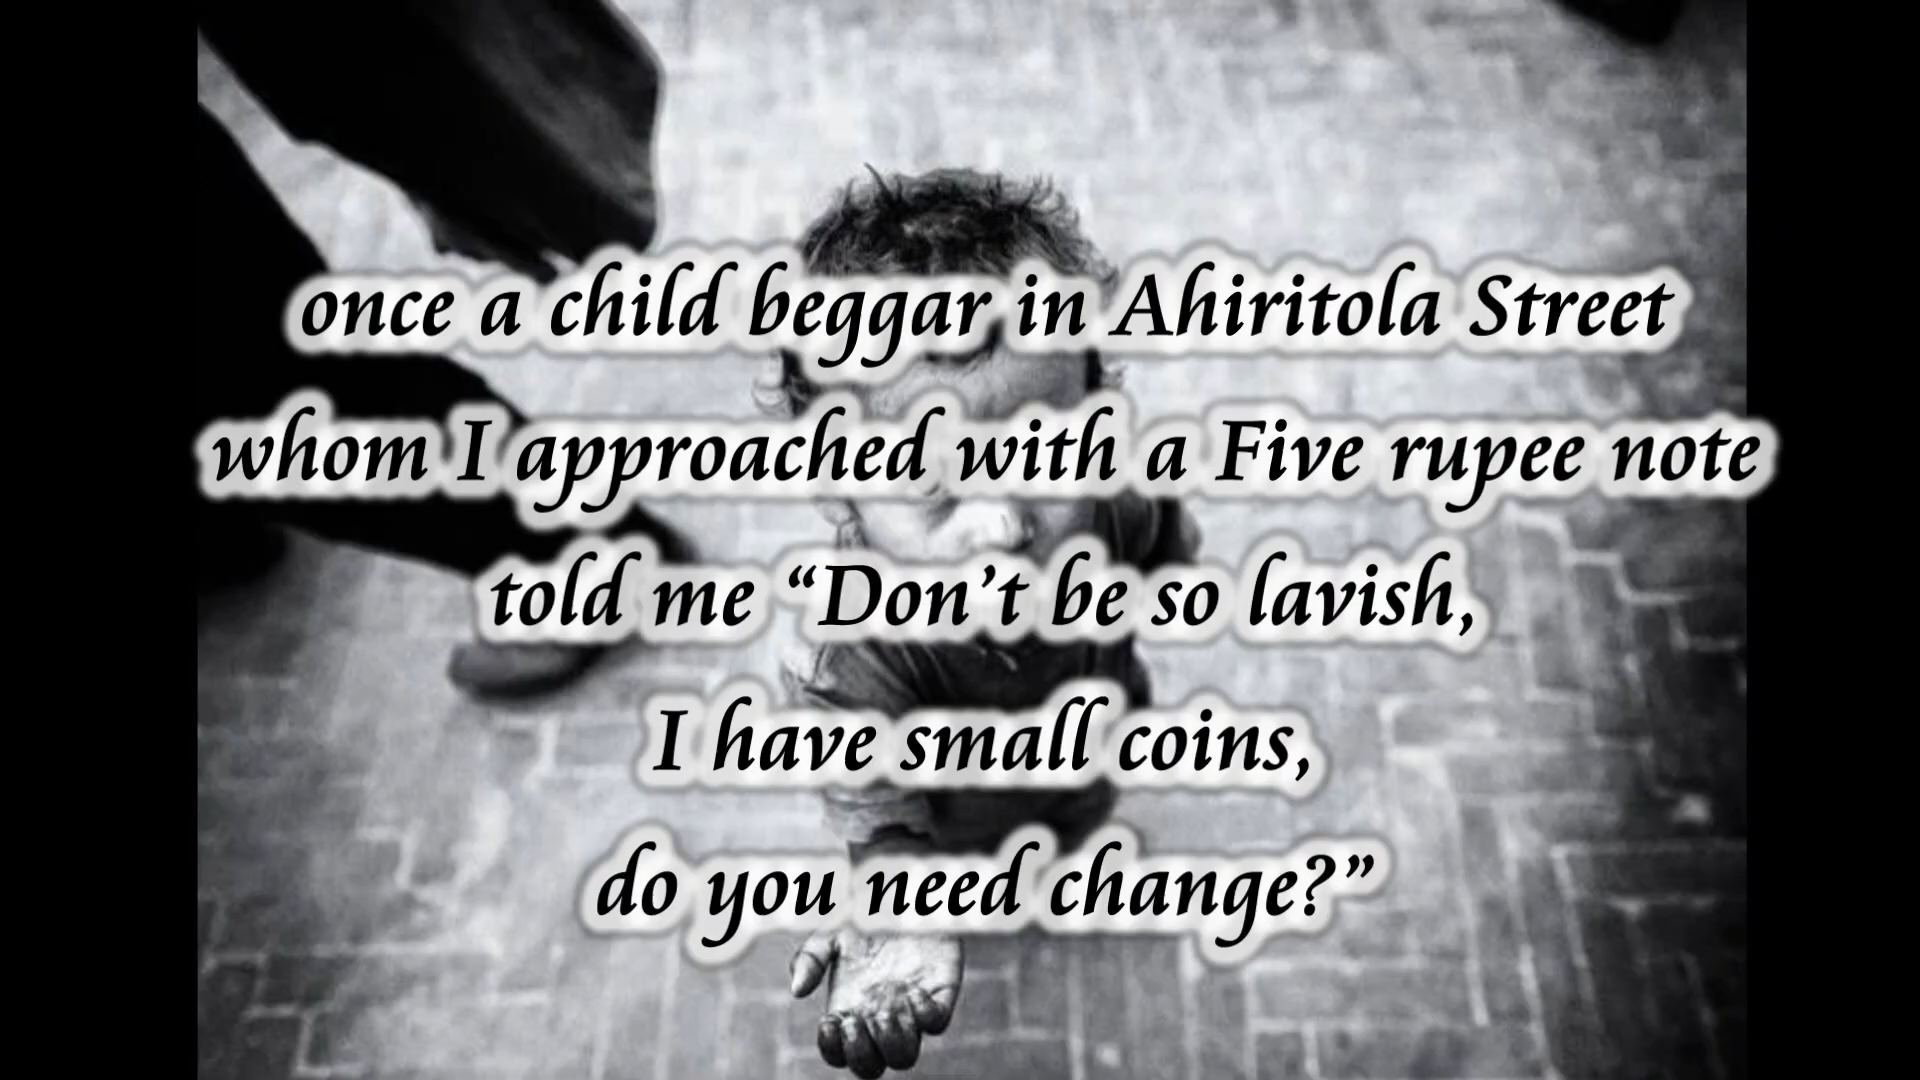 once a child beggar in Ahiritola Street
whom I approached with a Five rupee note
told me “Don’t be so lavish,
I have small coins,
do you need change?”